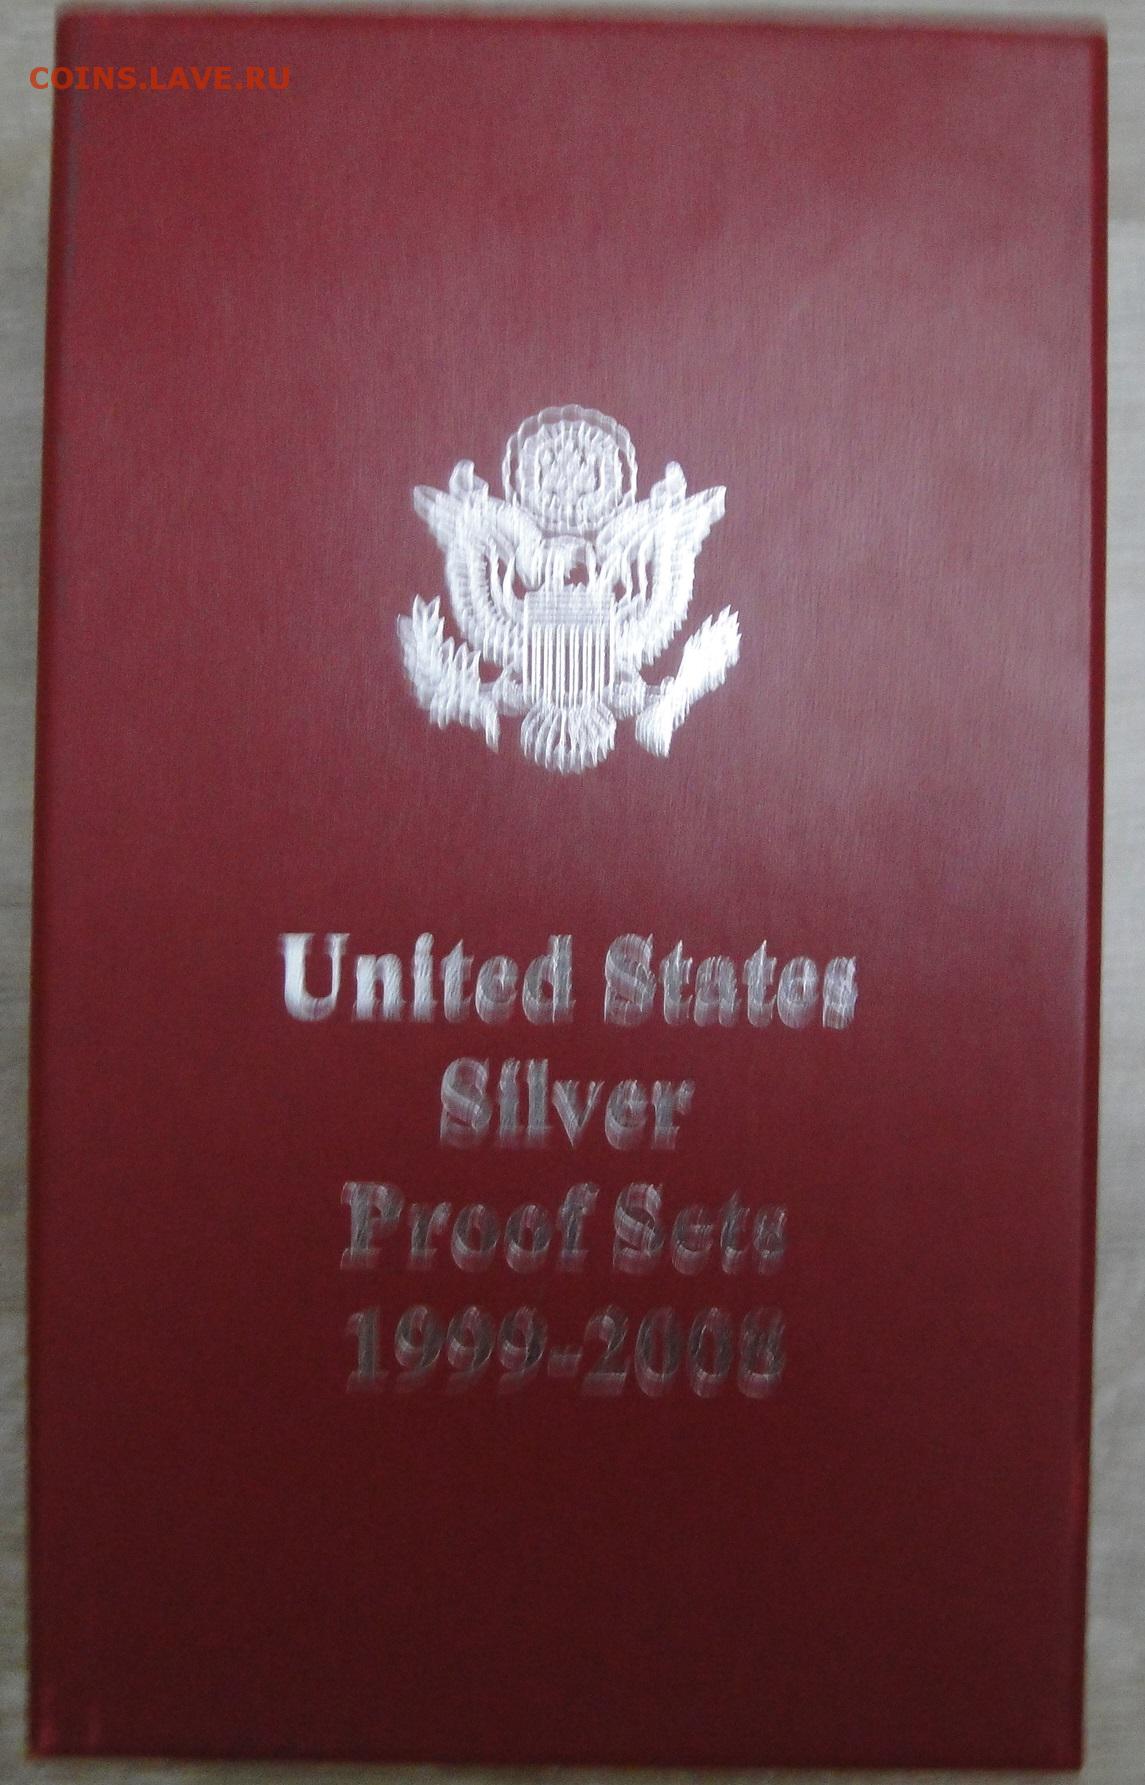 COINS.LAVE.RU
United States
Silver
Proof Sets
1999-2008